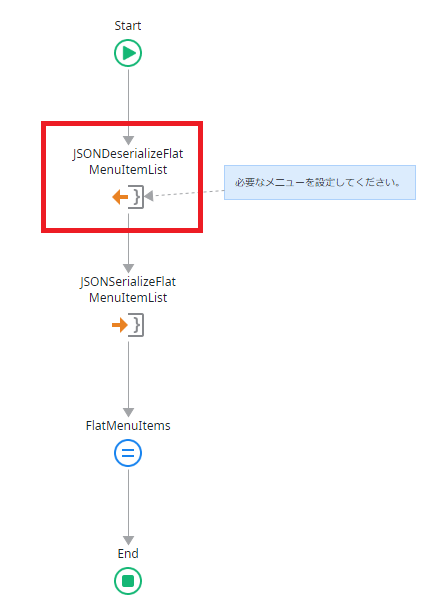 Start
JSONDeserializeFlat
MenuItemList
必要なメニューを設定してください。
JSONSerializeFlat
MenuItemList
FlatMenuItems
End